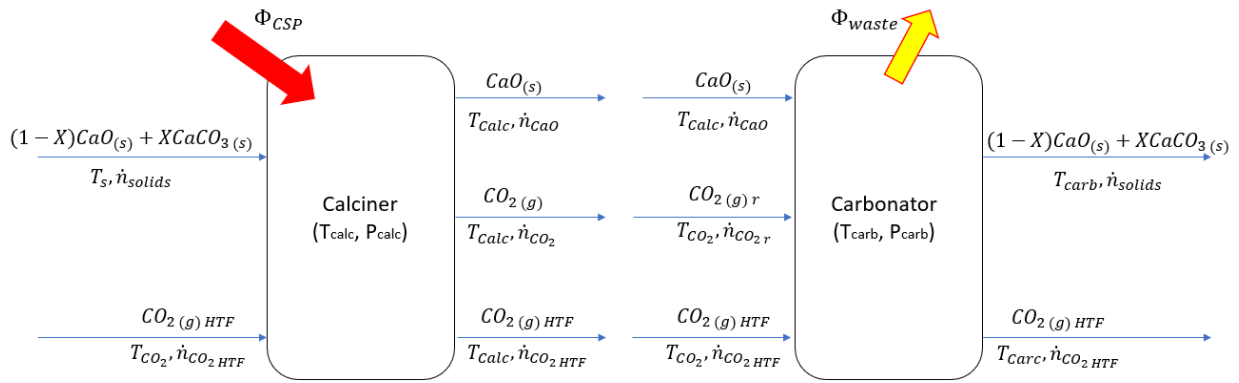 Φ_CSP
Φ_waste
CaO_(s)
T_Calc, ṅ_CaO
CaO_(s)
T_Calc, ṅ_CaO
(1 − X)CaO_(s) + XCaCO_3 (s)
T_s, ṅ_solids
(1 − X)CaO_(s) + XCaCO_3 (s)
T_carb, ṅ_solids
Calciner
(T_calc, P_calc)
CO_2 (g)
T_Calc, ṅ_CO_2
CO_2 (g) r
T_CO_2, ṅ_CO_2 r
Carbonator
(T_carb, P_carb)
CO_2 (g) HTF
T_CO_2, ṅ_CO_2 HTF
CO_2 (g) HTF
T_Calc, ṅ_CO_2 HTF
CO_2 (g) HTF
T_CO_2, ṅ_CO_2 HTF
CO_2 (g) HTF
T_Carc, ṅ_CO_2 HTF